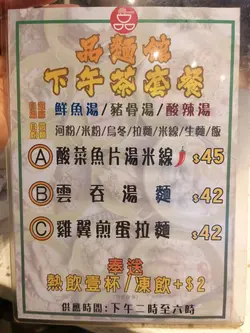 品麵館
下午茶套餐
鮮魚湯/豬骨湯/酸辣湯
河粉/米粉/烏冬/拉麵/米線/生麵/飯
A 酸菜魚片湯米線 $45
B 雲吞湯麵 $42
C 雞翼煎蛋拉麵 $42
奉送
熱飲壹杯/凍飲+$2
供應時間:下午二時至六時